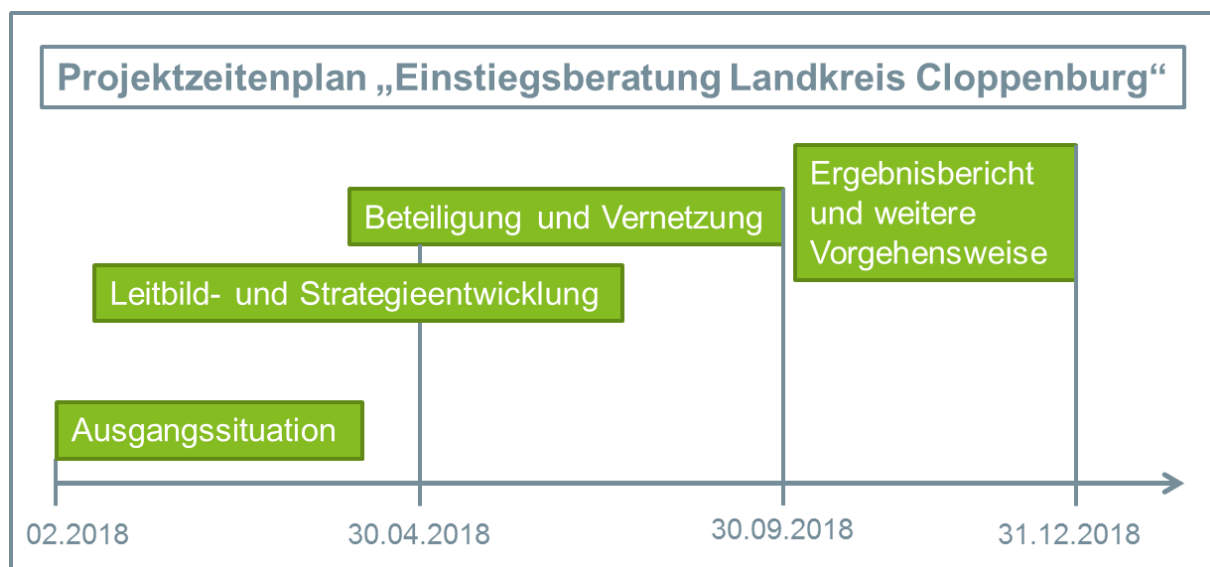 Projektzeitenplan „Einstiegsberatung Landkreis Cloppenburg“
Ergebnisbericht
und weitere
Vorgehensweise
Beteiligung und Vernetzung
Leitbild- und Strategieentwicklung
Ausgangssituation
02.2018
30.04.2018
30.09.2018
31.12.2018